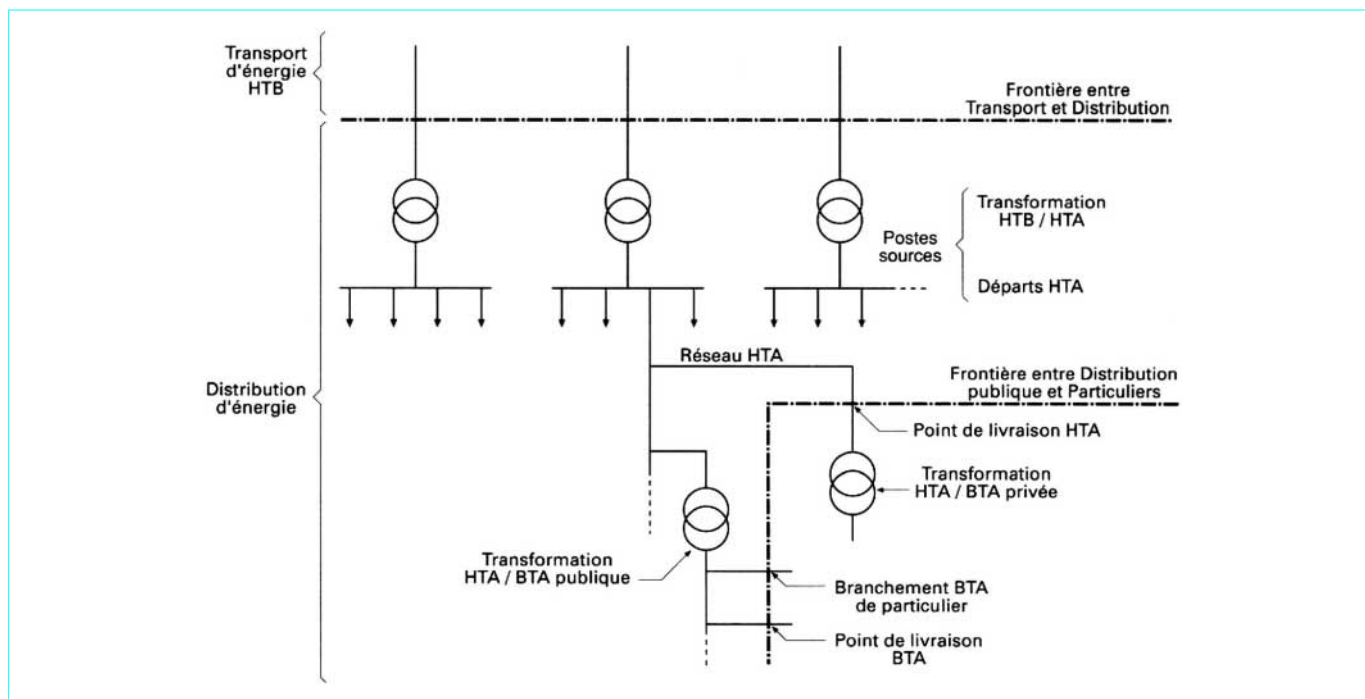 Transport
d'énergie
HTB
Frontière entre
Transport et Distribution
Transformation
HTB / HTA
Postes
sources
Départs HTA
Réseau HTA
Frontière entre Distribution
publique et Particuliers
Distribution
d'énergie
Point de livraison HTA
Transformation
HTA / BTA privée
Transformation
HTA / BTA publique
Branchement BTA
de particulier
Point de livraison
BTA